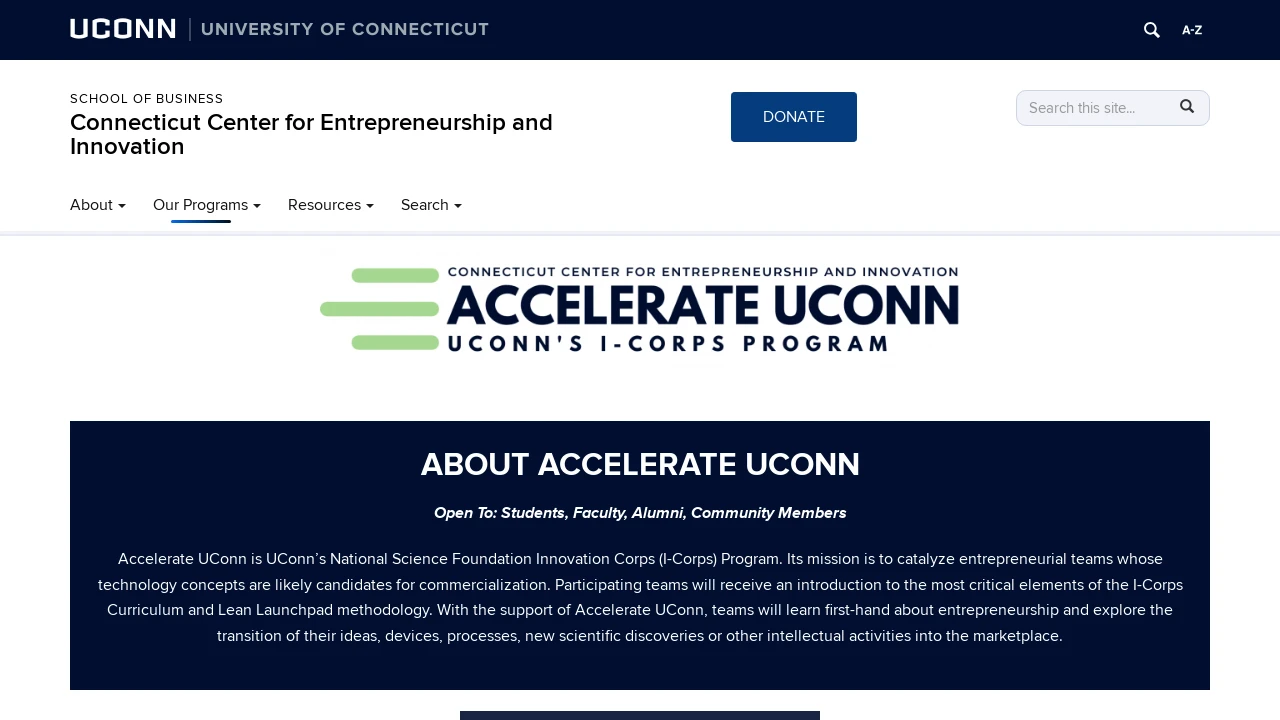 UCONN UNIVERSITY OF CONNECTICUT
A-Z
SCHOOL OF BUSINESS
Connecticut Center for Entrepreneurship and
Innovation
DONATE
Search this site...
About
Our Programs
Resources
Search
CONNECTICUT CENTER FOR ENTREPRENEURSHIP AND INNOVATION
ACCELERATE UCONN
UCONN'S I-CORPS PROGRAM
ABOUT ACCELERATE UCONN
Open To: Students, Faculty, Alumni, Community Members
Accelerate UConn is UConn’s National Science Foundation Innovation Corps (I-Corps) Program. Its mission is to catalyze entrepreneurial teams whose
technology concepts are likely candidates for commercialization. Participating teams will receive an introduction to the most critical elements of the I-Corps
Curriculum and Lean Launchpad methodology. With the support of Accelerate UConn, teams will learn first-hand about entrepreneurship and explore the
transition of their ideas, devices, processes, new scientific discoveries or other intellectual activities into the marketplace.